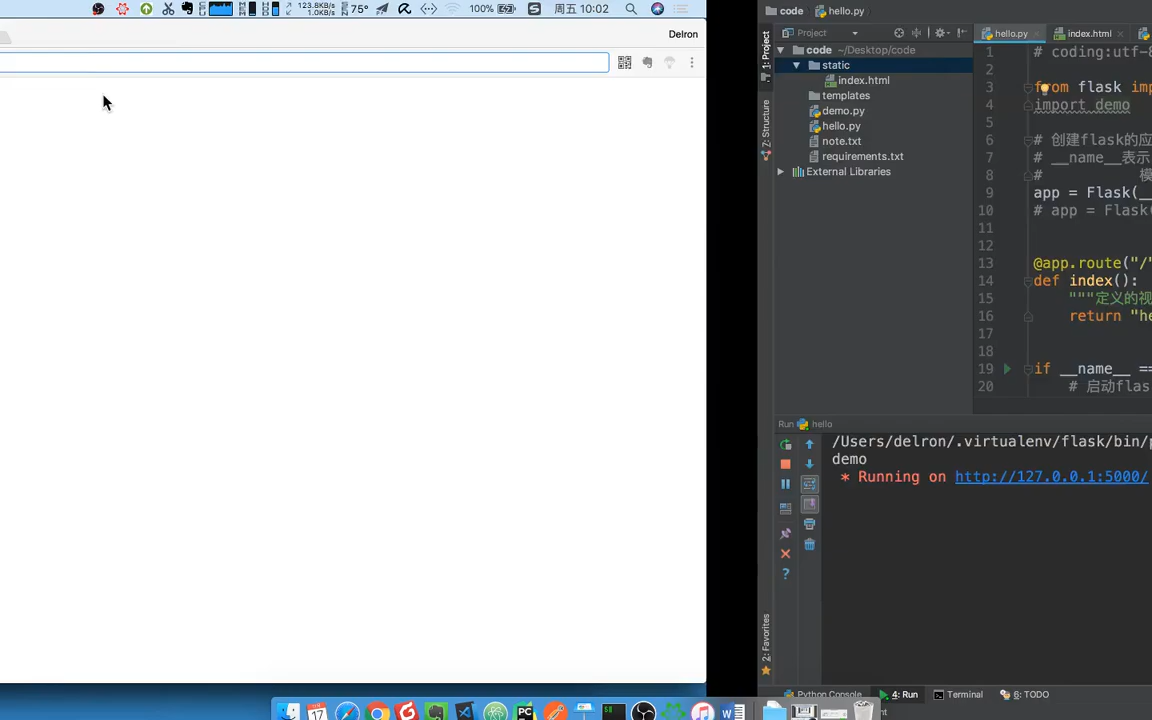 123.8KB/s
1.0KB/s
75°
100%
周五 10:02
Delron
code
hello.py
Project
hello.py
index.html
code ~/Desktop/code
static
index.html
templates
demo.py
hello.py
note.txt
requirements.txt
External Libraries
1: Project
7: Structure
2: Favorites
1 # coding:utf-8
2
3 from flask imp
4 import demo
5
6 # 创建flask的应
7 # __name__表示
8 # 模
9 app = Flask(_
10 # app = Flask(
11
12
13 @app.route("/"
14 def index():
15 """定义的视
16 return "he
17
18
19 if __name__ ==
20 # 启动flas
Run hello
/Users/delron/.virtualenv/flask/bin/p
demo
* Running on http://127.0.0.1:5000/
Python Console
4: Run
Terminal
6: TODO
17
PC